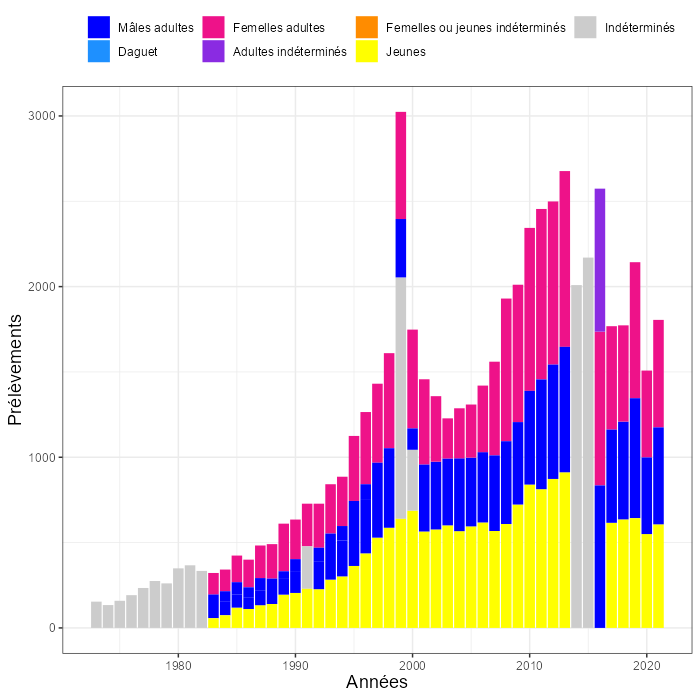 Mâles adultes Femelles adultes Femelles ou jeunes indéterminés Indéterminés
Daguet Adultes indéterminés Jeunes
3000
2000
1000
0
Prélèvements
1980 1990 2000 2010 2020
Années